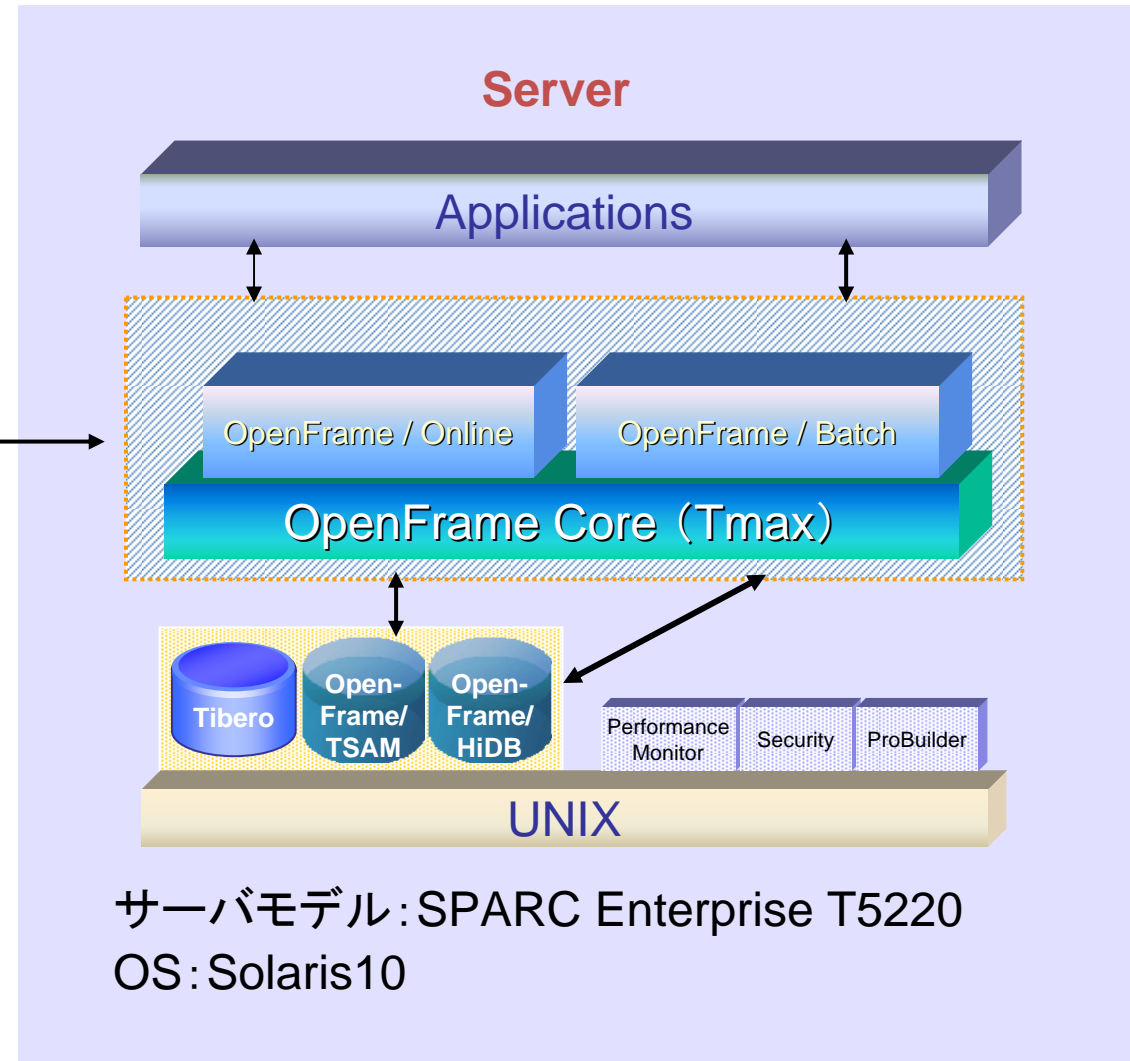 Server
Applications
OpenFrame / Online
OpenFrame / Batch
OpenFrame Core（Tmax）
Tibero
Open-
Frame/
TSAM
Open-
Frame/
HiDB
Performance
Monitor
Security
ProBuilder
UNIX
サーバモデル：SPARC Enterprise T5220
OS：Solaris10